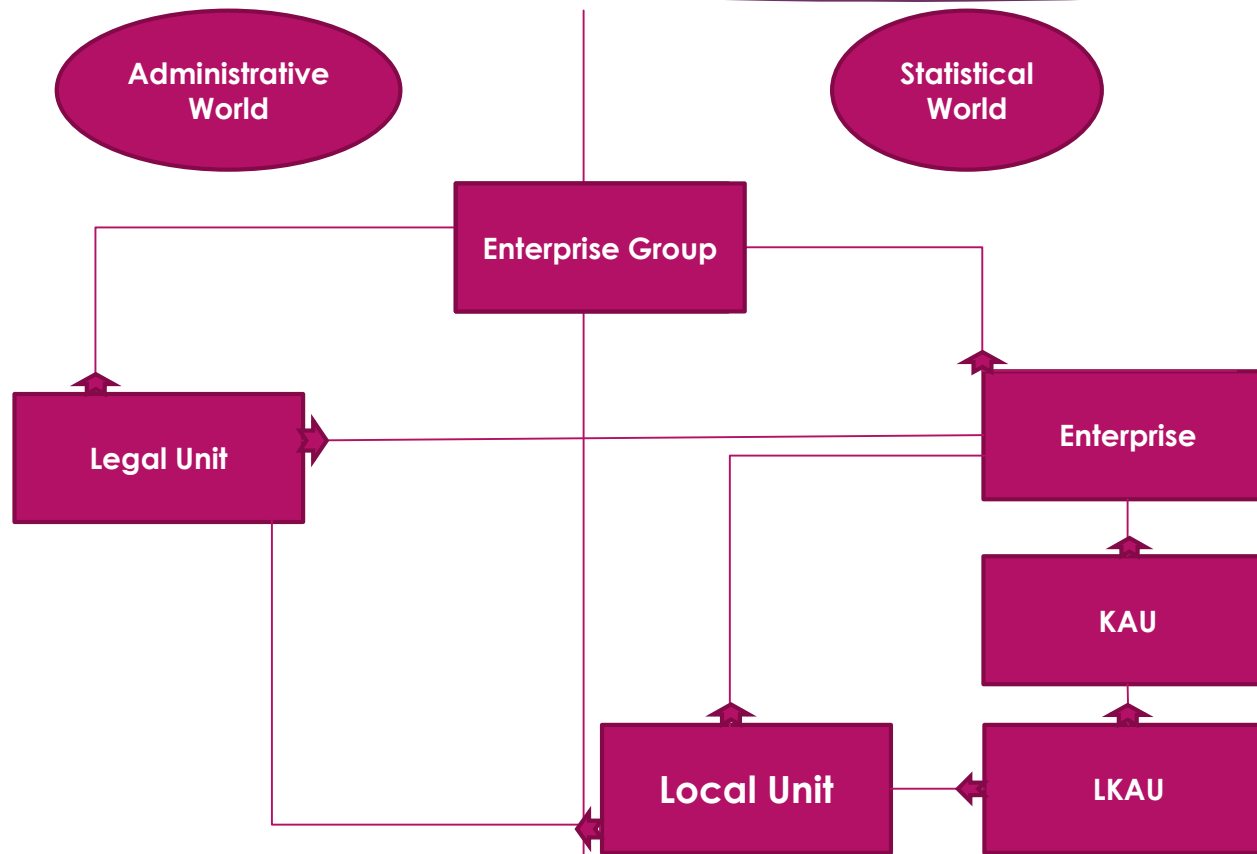 Administrative
World
Statistical
World
Enterprise Group
Legal Unit
Enterprise
KAU
Local Unit
LKAU